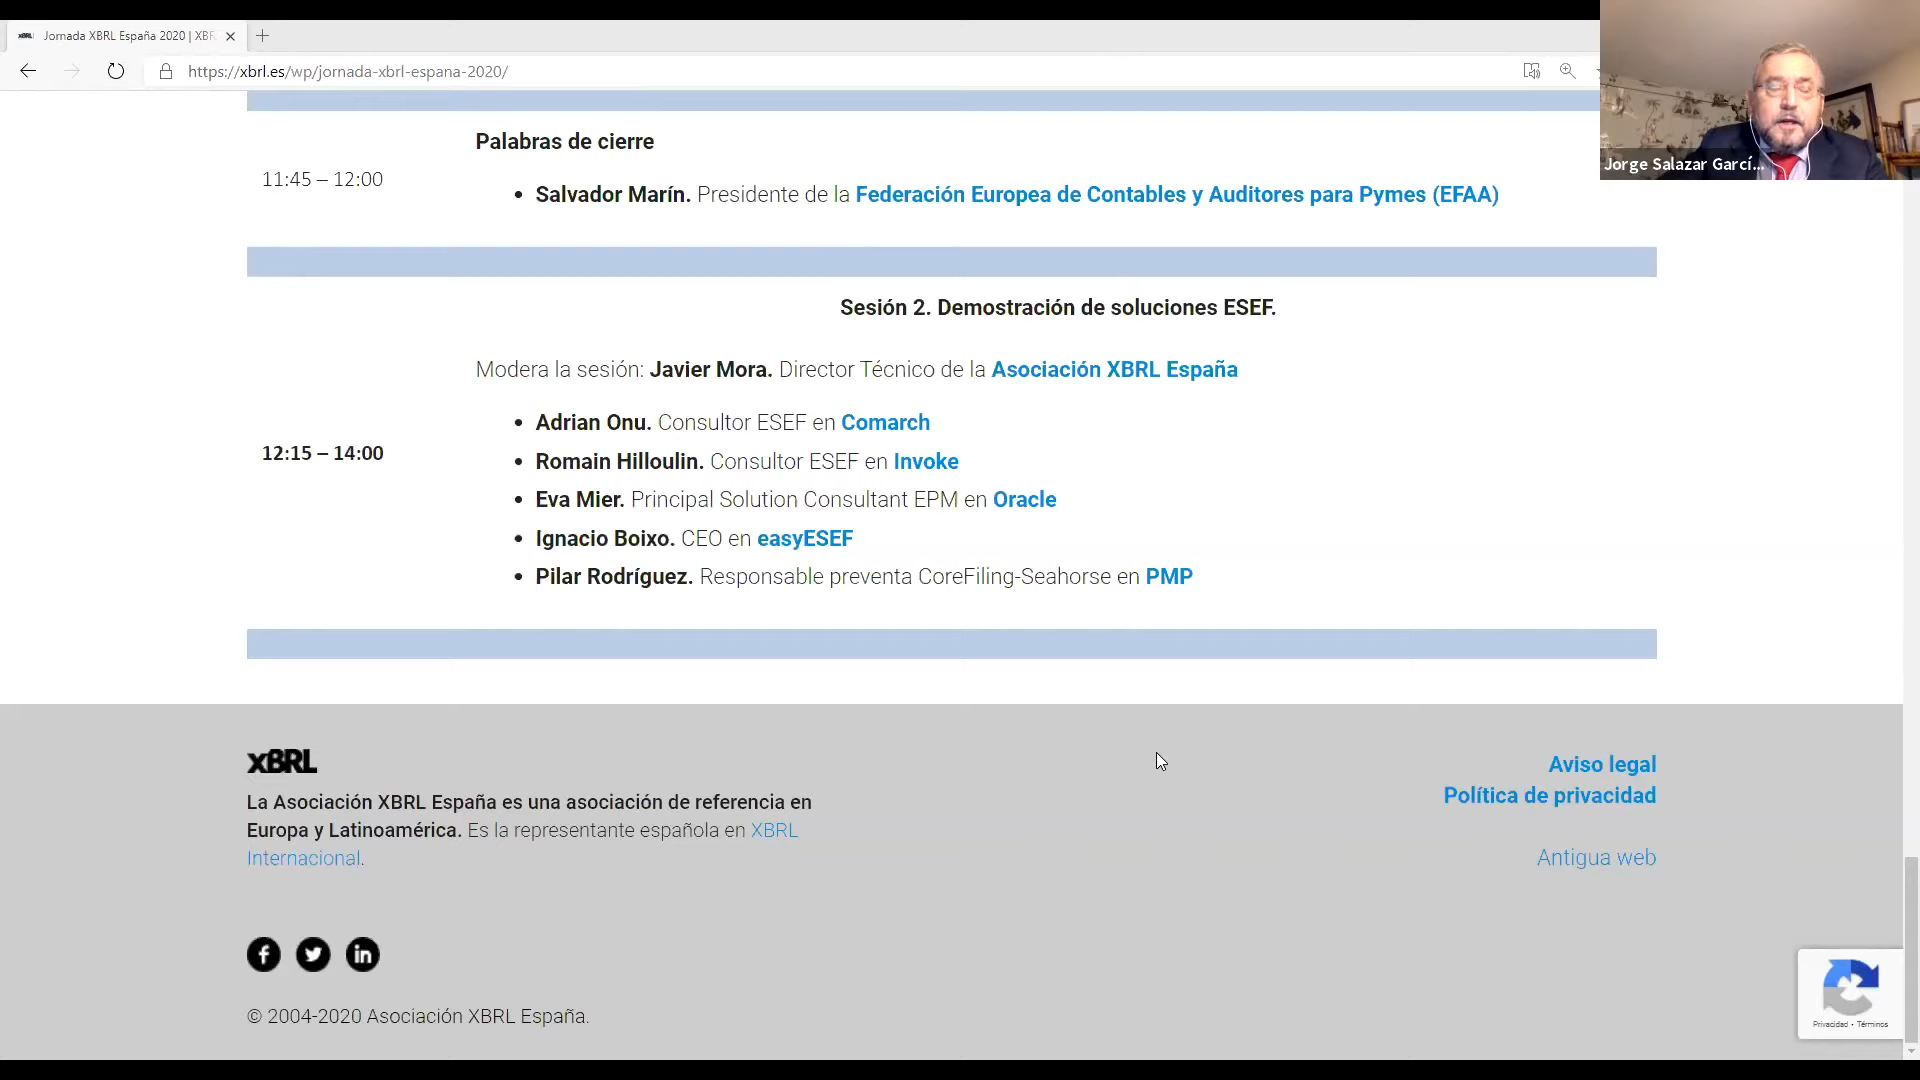 Jornada XBRL España 2020 | XBR
https://xbrl.es/wp/jornada-xbrl-espana-2020/
Jorge Salazar Garcí...
Palabras de cierre
11:45 – 12:00
• Salvador Marín. Presidente de la Federación Europea de Contables y Auditores para Pymes (EFAA)
Sesión 2. Demostración de soluciones ESEF.
Modera la sesión: Javier Mora. Director Técnico de la Asociación XBRL España
12:15 – 14:00
• Adrian Onu. Consultor ESEF en Comarch
• Romain Hilloulin. Consultor ESEF en Invoke
• Eva Mier. Principal Solution Consultant EPM en Oracle
• Ignacio Boixo. CEO en easyESEF
• Pilar Rodríguez. Responsable preventa CoreFiling-Seahorse en PMP
xBRL
La Asociación XBRL España es una asociación de referencia en
Europa y Latinoamérica. Es la representante española en XBRL
Internacional.
Aviso legal
Política de privacidad
Antigua web
© 2004-2020 Asociación XBRL España.
Privacidad • Términos